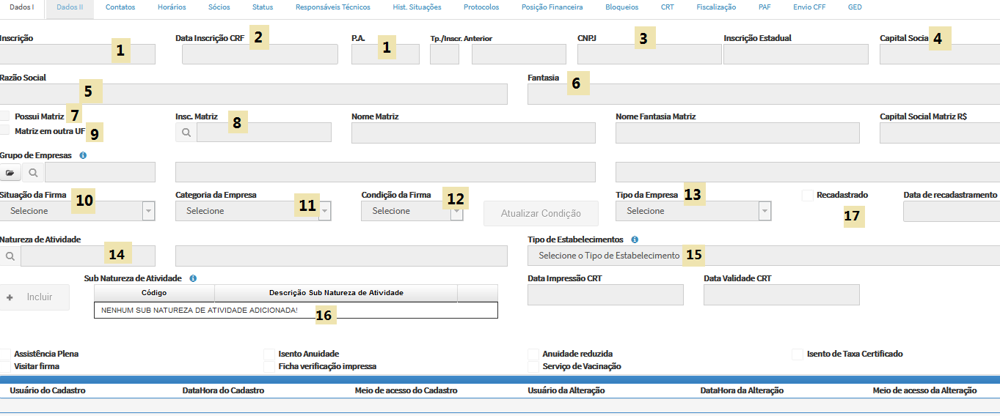 Dados I Dados II Contatos Horários Sócios Status Responsáveis Técnicos Hist. Situações Protocolos Posição Financeira Bloqueios CRT Fiscalização PAF Envio CFF GED
Inscrição 1 Data Inscrição CRF 2 P.A. 1 Tp./Inscr. Anterior CNPJ 3 Inscrição Estadual Capital Socia 4
Razão Social 5 Fantasia 6
Possui Matriz 7 Insc. Matriz 8 Nome Matriz Nome Fantasia Matriz Capital Social Matriz R$
Matriz em outra UF 9
Grupo de Empresas
Situação da Firma 10 Categoria da Empresa Condição da Firma 12 Tipo da Empresa 13 Recadastrado Data de recadastramento
Selecione Selecione 11 Selecione Atualizar Condição Selecione 17
Natureza de Atividade Tipo de Estabelecimentos
14 Selecione o Tipo de Estabelecimento 15
Sub Natureza de Atividade Data Impressão CRT Data Validade CRT
Incluir Código Descrição Sub Natureza de Atividade
NENHUM SUB NATUREZA DE ATIVIDADE ADICIONADA! 16
Assistência Plena Isento Anuidade Anuidade reduzida Isento de Taxa Certificado
Visitar firma Ficha verificação impressa Serviço de Vacinação
Usuário do Cadastro DataHora do Cadastro Meio de acesso do Cadastro Usuário da Alteração DataHora da Alteração Meio de acesso da Alteração